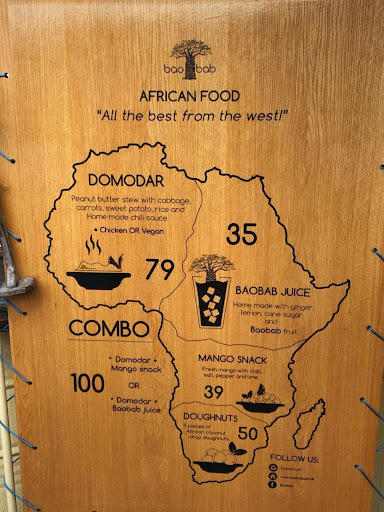 baobab
AFRICAN FOOD
"All the best from the west!"
DOMODAR
Peanut butter stew with cabbage,
carrots, sweet potato, rice and
Home made chili sauce.
• Chicken OR Vegan
79
35
BAOBAB JUICE
Home made with ginger,
lemon, cane sugar
and
Baobab fruit.
COMBO
100
• Domodar +
Mango snack
OR
• Domodar +
Baobab juice
MANGO SNACK
Fresh mango with chili,
salt, pepper and lime.
39
DOUGHNUTS
5 pieces of
African coconut
drop doughnuts.
50
FOLLOW US: